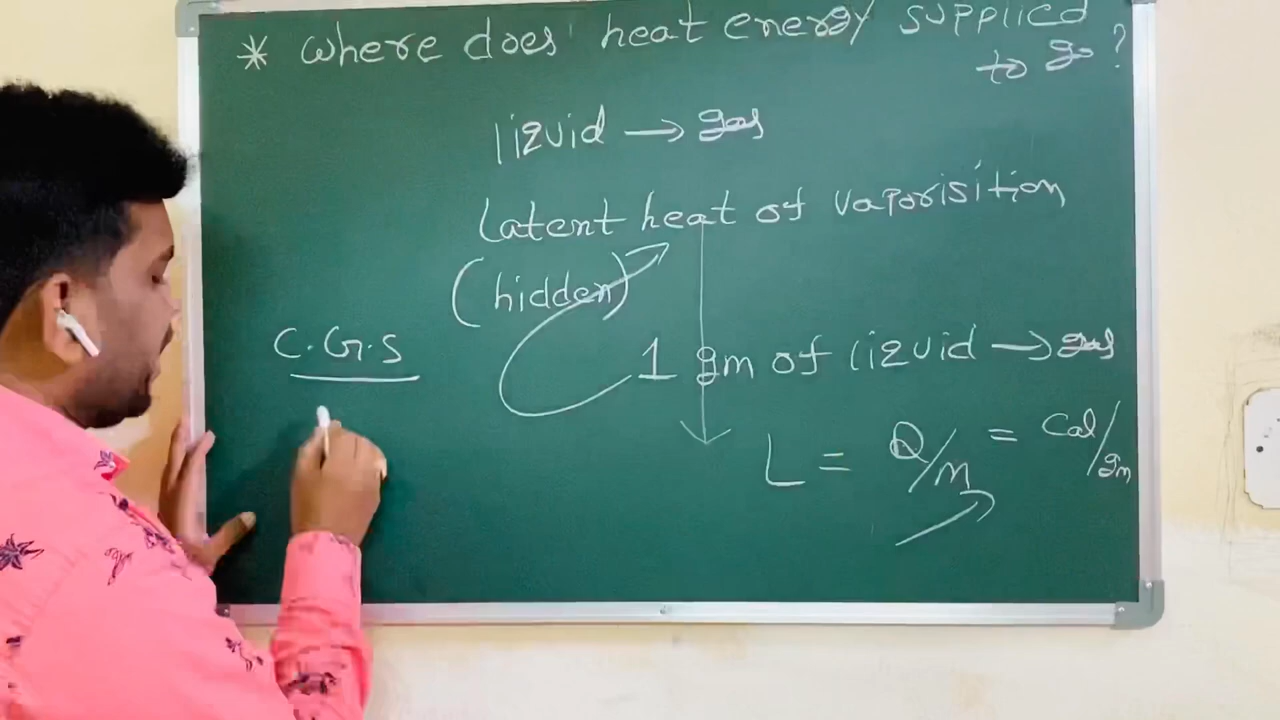 * where does heat energy supplied
to go ?
liquid → gas
Latent heat of vaporisition
(hidden)
C.G.S
1 gm of liquid → gas
L = Q/m = Cal/gm